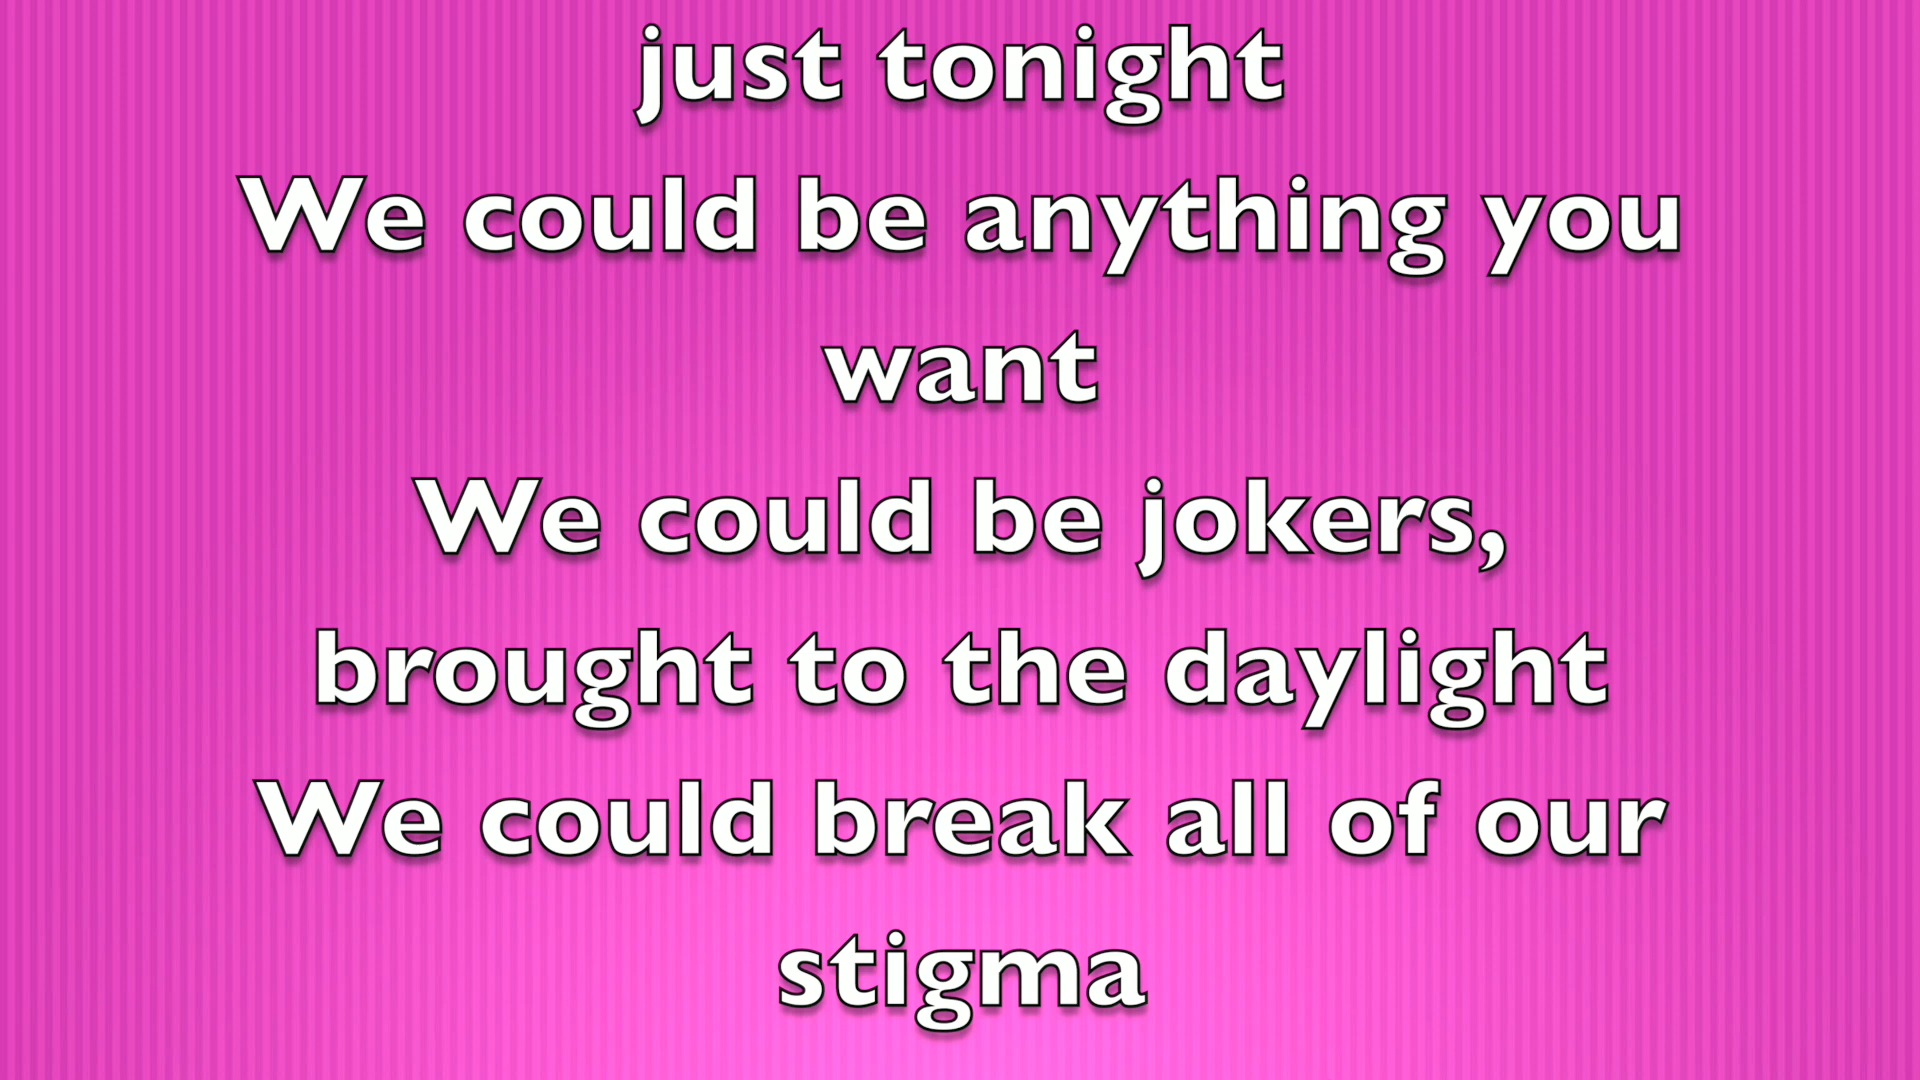 just tonight
We could be anything you
want
We could be jokers,
brought to the daylight
We could break all of our
stigma